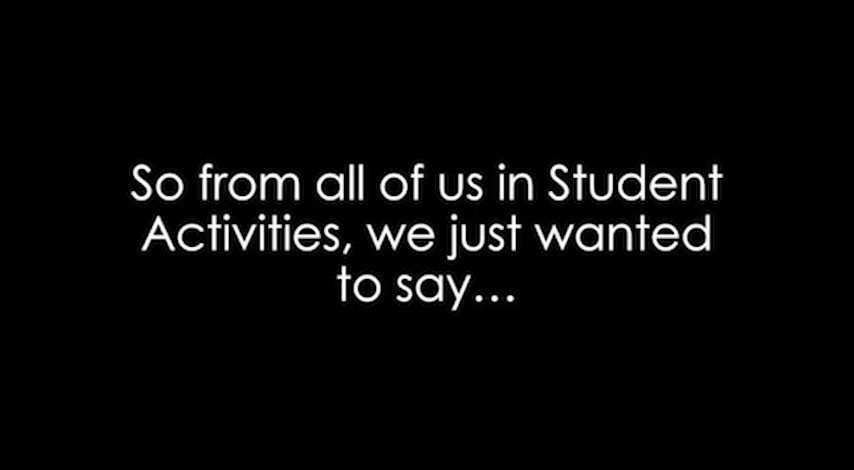 So from all of us in Student
Activities, we just wanted
to say...